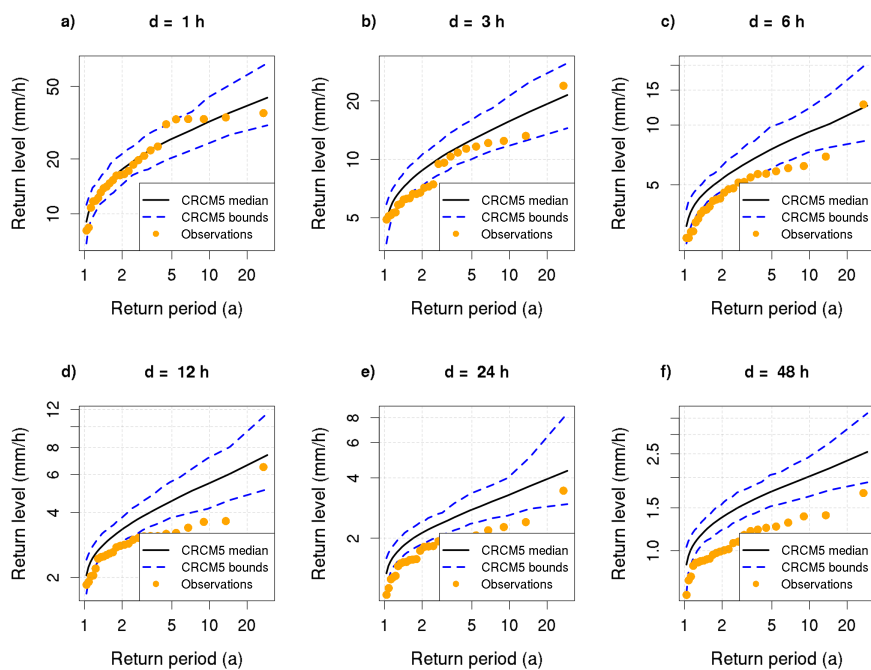 a) d = 1 h
Return level (mm/h)
10 20 50
CRCM5 median
CRCM5 bounds
Observations
1 2 5 10 20
Return period (a)
b) d = 3 h
Return level (mm/h)
5 10 20
CRCM5 median
CRCM5 bounds
Observations
1 2 5 10 20
Return period (a)
c) d = 6 h
Return level (mm/h)
5 10 15
CRCM5 median
CRCM5 bounds
Observations
1 2 5 10 20
Return period (a)
d) d = 12 h
Return level (mm/h)
2 4 6 8 12
CRCM5 median
CRCM5 bounds
Observations
1 2 5 10 20
Return period (a)
e) d = 24 h
Return level (mm/h)
2 4 6 8
CRCM5 median
CRCM5 bounds
Observations
1 2 5 10 20
Return period (a)
f) d = 48 h
Return level (mm/h)
1.0 1.5 2.5
CRCM5 median
CRCM5 bounds
Observations
1 2 5 10 20
Return period (a)